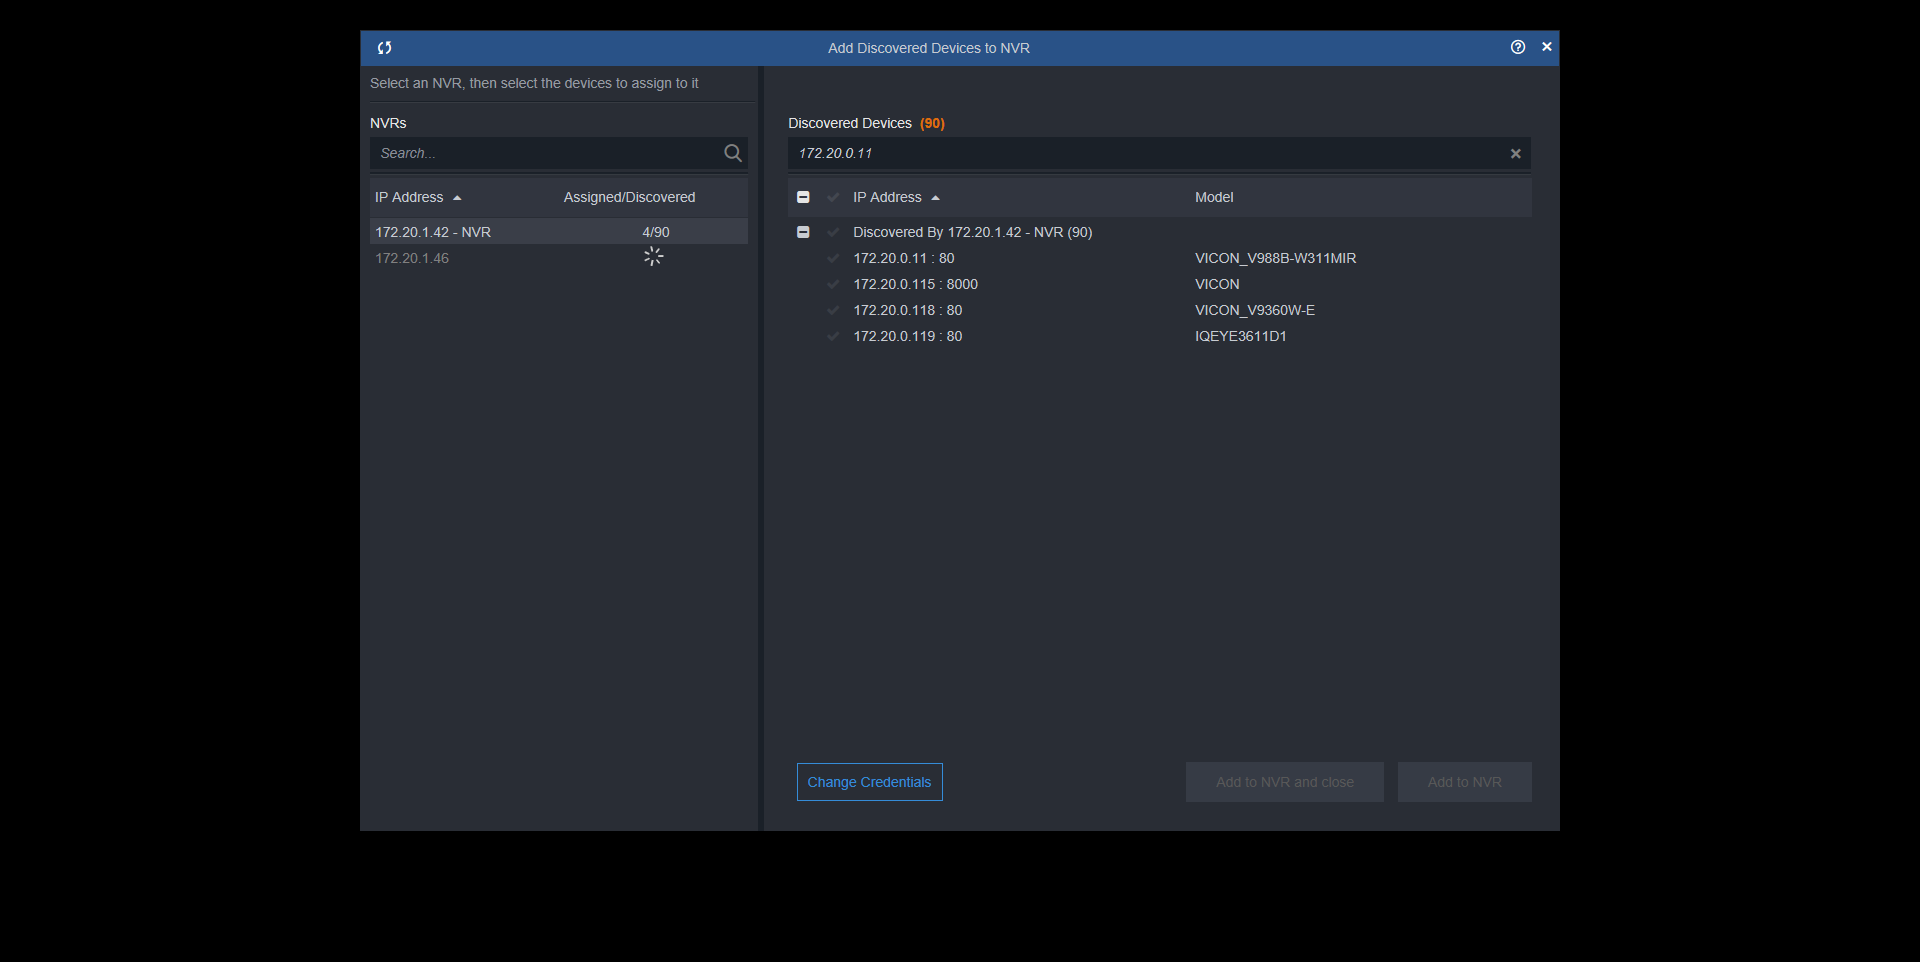 Add Discovered Devices to NVR
Select an NVR, then select the devices to assign to it
NVRs
Search...
IP Address Assigned/Discovered
172.20.1.42 - NVR 4/90
172.20.1.46
Discovered Devices (90)
172.20.0.11
IP Address Model
Discovered By 172.20.1.42 - NVR (90)
172.20.0.11 : 80 VICON_V988B-W311MIR
172.20.0.115 : 8000 VICON
172.20.0.118 : 80 VICON_V9360W-E
172.20.0.119 : 80 IQEYE3611D1
Change Credentials Add to NVR and close Add to NVR